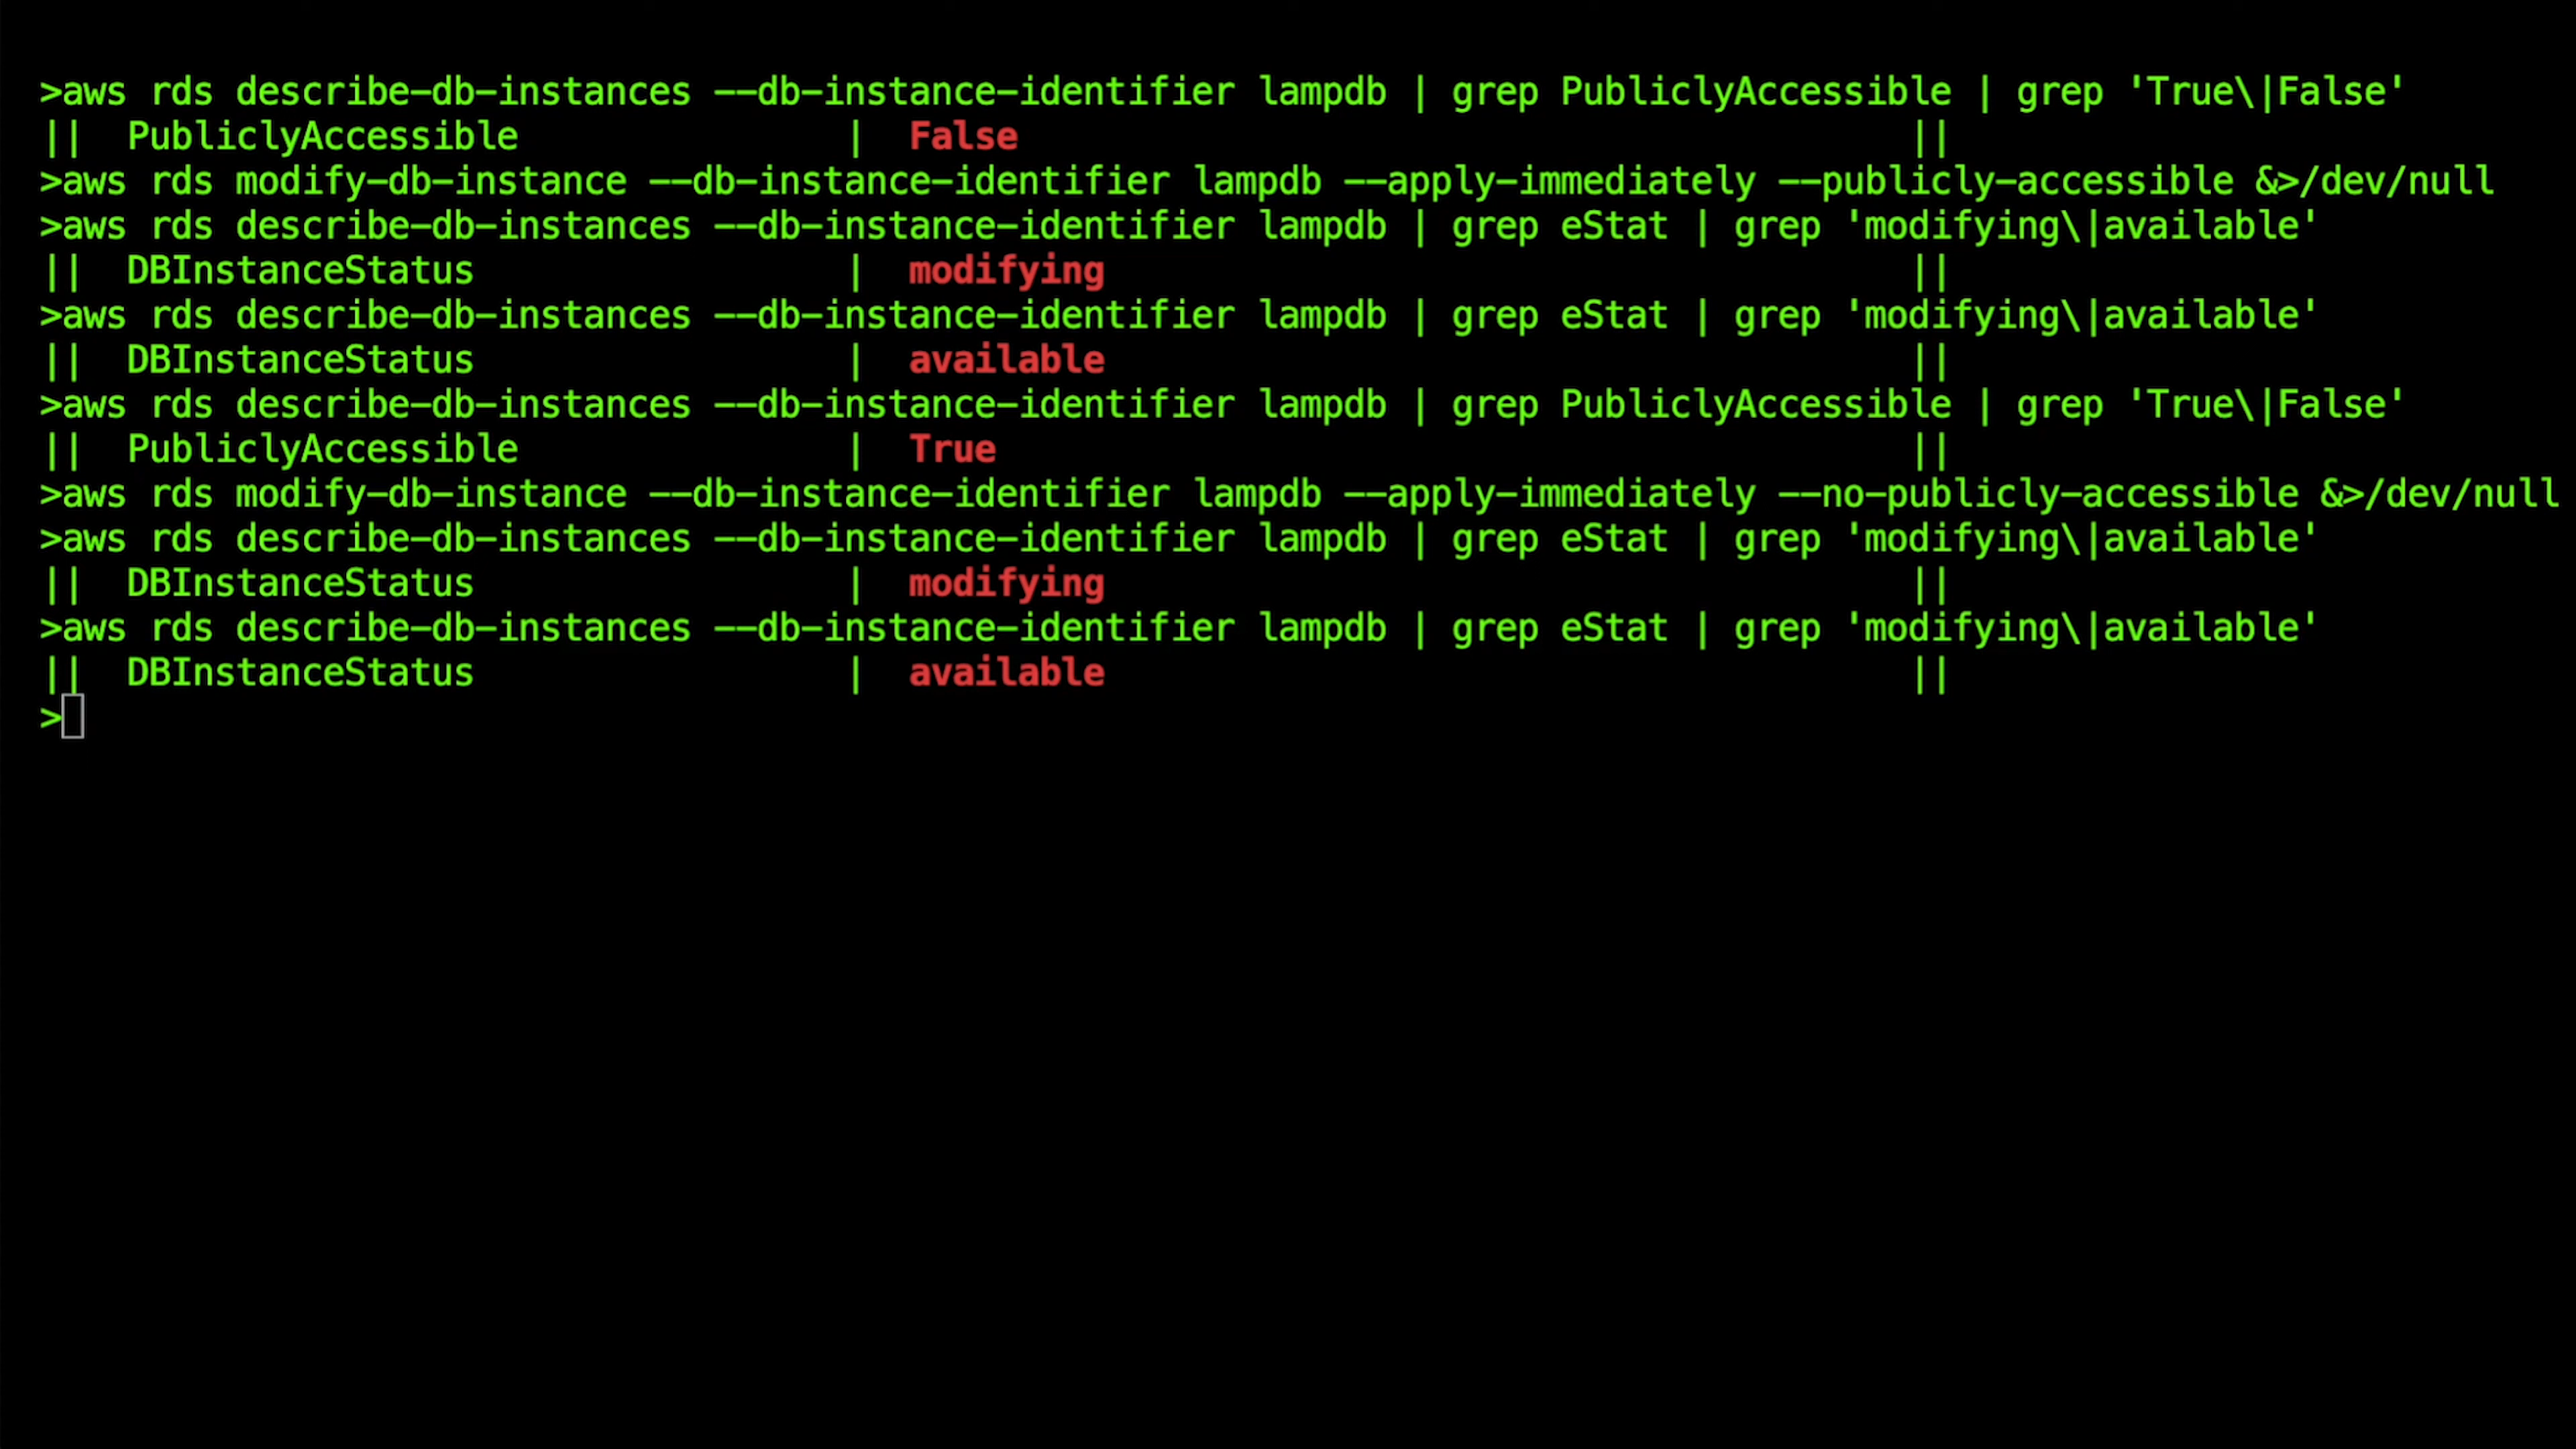 >aws rds describe-db-instances --db-instance-identifier lampdb | grep PubliclyAccessible | grep 'True\|False'
||  PubliclyAccessible               |  False                                     ||
>aws rds modify-db-instance --db-instance-identifier lampdb --apply-immediately --publicly-accessible &>/dev/null
>aws rds describe-db-instances --db-instance-identifier lampdb | grep eStat | grep 'modifying\|available'
||  DBInstanceStatus                 |  modifying                                 ||
>aws rds describe-db-instances --db-instance-identifier lampdb | grep eStat | grep 'modifying\|available'
||  DBInstanceStatus                 |  available                                 ||
>aws rds describe-db-instances --db-instance-identifier lampdb | grep PubliclyAccessible | grep 'True\|False'
||  PubliclyAccessible               |  True                                      ||
>aws rds modify-db-instance --db-instance-identifier lampdb --apply-immediately --no-publicly-accessible &>/dev/null
>aws rds describe-db-instances --db-instance-identifier lampdb | grep eStat | grep 'modifying\|available'
||  DBInstanceStatus                 |  modifying                                 ||
>aws rds describe-db-instances --db-instance-identifier lampdb | grep eStat | grep 'modifying\|available'
||  DBInstanceStatus                 |  available                                 ||
>